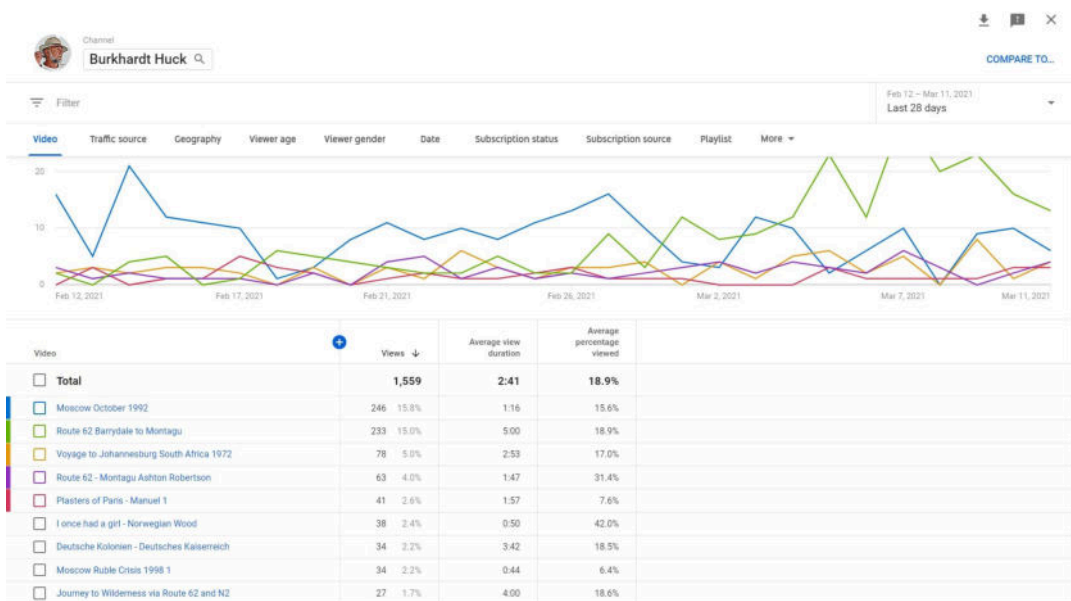 Channel
Burkhardt Huck
COMPARE TO...
Filter
Feb 12 – Mar 11, 2021
Last 28 days
Video Traffic source Geography Viewer age Viewer gender Date Subscription status Subscription source Playlist More
20
10
0
Feb 12, 2021 Feb 17, 2021 Feb 21, 2021 Feb 26, 2021 Mar 2, 2021 Mar 7, 2021 Mar 11, 2021
Video Views Average view duration Average percentage viewed
Total 1,559 2:41 18.9%
Moscow October 1992 246 15.8% 1:16 15.6%
Route 62 Barrydale to Montagu 233 15.0% 5:00 18.9%
Voyage to Johannesburg South Africa 1972 78 5.0% 2:53 17.0%
Route 62 - Montagu Ashton Robertson 63 4.0% 1:47 31.4%
Plasters of Paris - Manuel 1 41 2.6% 1:57 7.6%
I once had a girl - Norwegian Wood 38 2.4% 0:50 42.0%
Deutsche Kolonien - Deutsches Kaiserreich 34 2.2% 3:42 18.5%
Moscow Ruble Crisis 1998 1 34 2.2% 0:44 6.4%
Journey to Wilderness via Route 62 and N2 27 1.7% 4:00 18.6%